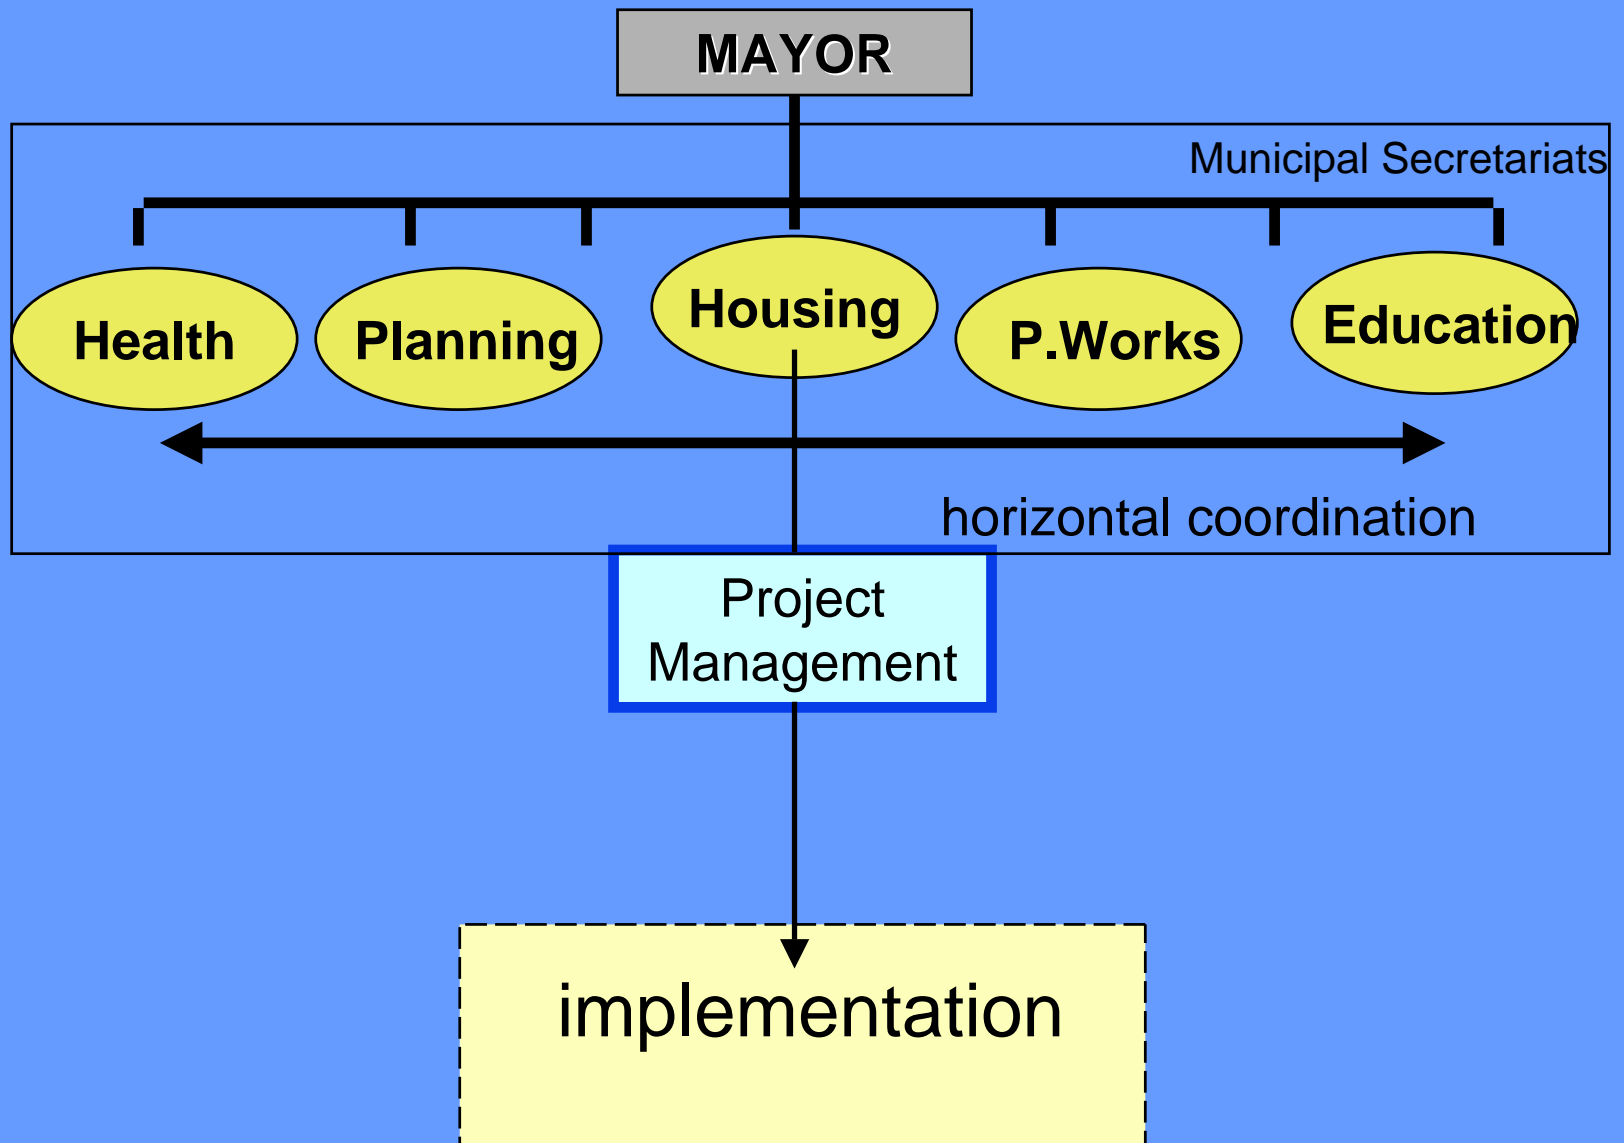 MAYOR
Municipal Secretariats
Health
Planning
Housing
P.Works
Education
horizontal coordination
Project
Management
implementation